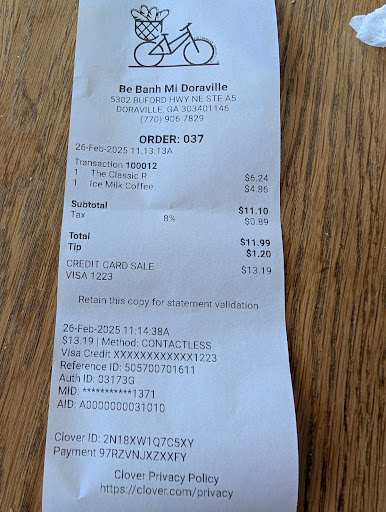 Be Banh Mi Doraville
5302 BUFORD HWY NE STE A5
DORAVILLE, GA 303401146
(770) 906 7829
ORDER: 037
26-Feb-2025 11:13:13A
Transaction 100012
1 The Classic R $6.24
1 Ice Milk Coffee $4.86
Subtotal $11.10
Tax 8% $0.89
Total $11.99
Tip $1.20
CREDIT CARD SALE $13.19
VISA 1223
Retain this copy for statement validation
26-Feb-2025 11:14:38A
$13.19 | Method: CONTACTLESS
Visa Credit XXXXXXXXXXXX1223
Reference ID: 505700701611
Auth ID: 03173G
MID: ***********1371
AID: A0000000031010
Clover ID: 2N18XW1Q7C5XY
Payment 97RZVNJXZXXFY
Clover Privacy Policy
https://clover.com/privacy